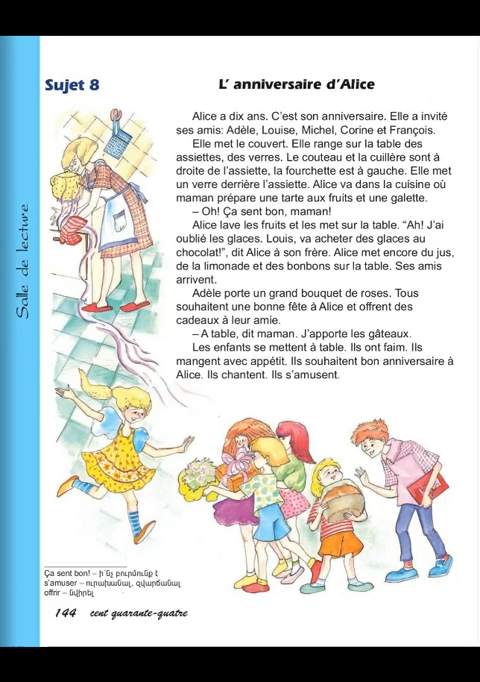 Sujet 8
L' anniversaire d'Alice
Salle de lecture
Alice a dix ans. C'est son anniversaire. Elle a invité
ses amis: Adèle, Louise, Michel, Corine et François.
Elle met le couvert. Elle range sur la table des
assiettes, des verres. Le couteau et la cuillère sont à
droite de l'assiette, la fourchette est à gauche. Elle met
un verre derrière l'assiette. Alice va dans la cuisine où
maman prépare une tarte aux fruits et une galette.
– Oh! Ça sent bon, maman!
Alice lave les fruits et les met sur la table. "Ah! J'ai
oublié les glaces. Louis, va acheter des glaces au
chocolat!", dit Alice à son frère. Alice met encore du jus,
de la limonade et des bonbons sur la table. Ses amis
arrivent.
Adèle porte un grand bouquet de roses. Tous
souhaitent une bonne fête à Alice et offrent des
cadeaux à leur amie.
– A table, dit maman. J'apporte les gâteaux.
Les enfants se mettent à table. Ils ont faim. Ils
mangent avec appétit. Ils souhaitent bon anniversaire à
Alice. Ils chantent. Ils s'amusent.
Ça sent bon! – ի՜նչ բուրմունք է
s'amuser – ուրախանալ, զվարճանալ
offrir – նվիրել
144 cent quarante-quatre